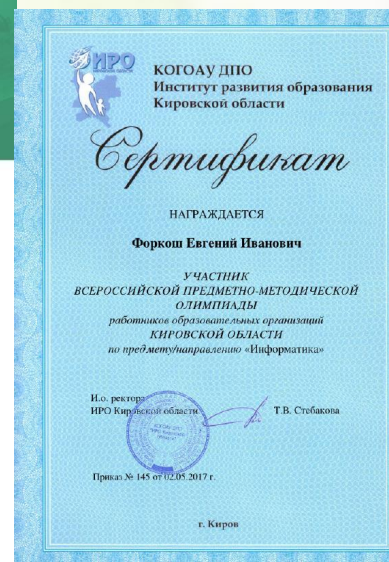 ИРО
КОГОАУ ДПО
Институт развития образования
Кировской области
Сертификат
НАГРАЖДАЕТСЯ
Форкош Евгений Иванович
УЧАСТНИК
ВСЕРОССИЙСКОЙ ПРЕДМЕТНО-МЕТОДИЧЕСКОЙ
ОЛИМПИАДЫ
работников образовательных организаций
КИРОВСКОЙ ОБЛАСТИ
по предмету/направлению «Информатика»
И.о. ректора
ИРО Кировской области Т.В. Стебакова
Приказ № 145 от 02.05.2017 г.
г. Киров